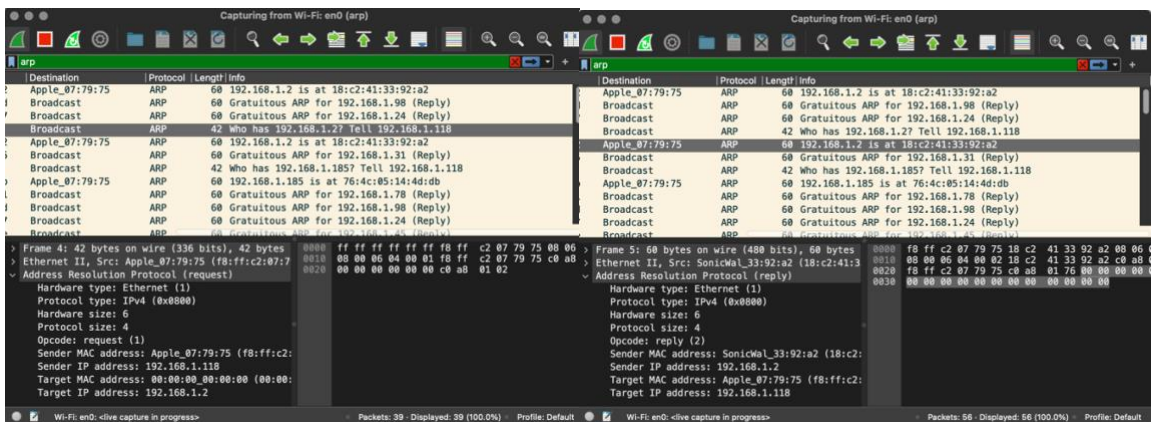 Capturing from Wi-Fi: en0 (arp)
arp
Destination Protocol Length Info
Apple_07:79:75 ARP 60 192.168.1.2 is at 18:c2:41:33:92:a2
Broadcast ARP 60 Gratuitous ARP for 192.168.1.98 (Reply)
Broadcast ARP 60 Gratuitous ARP for 192.168.1.24 (Reply)
Broadcast ARP 42 Who has 192.168.1.2? Tell 192.168.1.118
Apple_07:79:75 ARP 60 192.168.1.2 is at 18:c2:41:33:92:a2
Broadcast ARP 60 Gratuitous ARP for 192.168.1.31 (Reply)
Broadcast ARP 42 Who has 192.168.1.185? Tell 192.168.1.118
Apple_07:79:75 ARP 60 192.168.1.185 is at 76:4c:05:14:4d:db
Broadcast ARP 60 Gratuitous ARP for 192.168.1.78 (Reply)
Broadcast ARP 60 Gratuitous ARP for 192.168.1.98 (Reply)
Broadcast ARP 60 Gratuitous ARP for 192.168.1.24 (Reply)
Broadcast ARP 60 Gratuitous ARP for 192.168.1.45 (Reply)
Frame 4: 42 bytes on wire (336 bits), 42 bytes
Ethernet II, Src: Apple_07:79:75 (f8:ff:c2:07:7
Address Resolution Protocol (request)
Hardware type: Ethernet (1)
Protocol type: IPv4 (0x0800)
Hardware size: 6
Protocol size: 4
Opcode: request (1)
Sender MAC address: Apple_07:79:75 (f8:ff:c2:
Sender IP address: 192.168.1.118
Target MAC address: 00:00:00_00:00:00 (00:00:
Target IP address: 192.168.1.2
0000 ff ff ff ff ff ff f8 ff c2 07 79 75 08 06
0010 08 00 06 04 00 01 f8 ff c2 07 79 75 c0 a8
0020 00 00 00 00 00 00 c0 a8 01 02
Wi-Fi: en0: <live capture in progress> Packets: 39 · Displayed: 39 (100.0%) Profile: Default
Capturing from Wi-Fi: en0 (arp)
arp
Destination Protocol Length Info
Apple_07:79:75 ARP 60 192.168.1.2 is at 18:c2:41:33:92:a2
Broadcast ARP 60 Gratuitous ARP for 192.168.1.98 (Reply)
Broadcast ARP 60 Gratuitous ARP for 192.168.1.24 (Reply)
Broadcast ARP 42 Who has 192.168.1.2? Tell 192.168.1.118
Apple_07:79:75 ARP 60 192.168.1.2 is at 18:c2:41:33:92:a2
Broadcast ARP 60 Gratuitous ARP for 192.168.1.31 (Reply)
Broadcast ARP 42 Who has 192.168.1.185? Tell 192.168.1.118
Apple_07:79:75 ARP 60 192.168.1.185 is at 76:4c:05:14:4d:db
Broadcast ARP 60 Gratuitous ARP for 192.168.1.78 (Reply)
Broadcast ARP 60 Gratuitous ARP for 192.168.1.98 (Reply)
Broadcast ARP 60 Gratuitous ARP for 192.168.1.24 (Reply)
Broadcast ARP 60 Gratuitous ARP for 192.168.1.45 (Reply)
Frame 5: 60 bytes on wire (480 bits), 60 bytes
Ethernet II, Src: SonicWal_33:92:a2 (18:c2:41:3
Address Resolution Protocol (reply)
Hardware type: Ethernet (1)
Protocol type: IPv4 (0x0800)
Hardware size: 6
Protocol size: 4
Opcode: reply (2)
Sender MAC address: SonicWal_33:92:a2 (18:c2:
Sender IP address: 192.168.1.2
Target MAC address: Apple_07:79:75 (f8:ff:c2:
Target IP address: 192.168.1.118
0000 f8 ff c2 07 79 75 18 c2 41 33 92 a2 08 06
0010 08 00 06 04 00 02 18 c2 41 33 92 a2 c0 a8
0020 f8 ff c2 07 79 75 c0 a8 01 76 00 00 00 00
0030 00 00 00 00 00 00 00 00 00 00 00 00
Wi-Fi: en0: <live capture in progress> Packets: 56 · Displayed: 56 (100.0%) Profile: Default